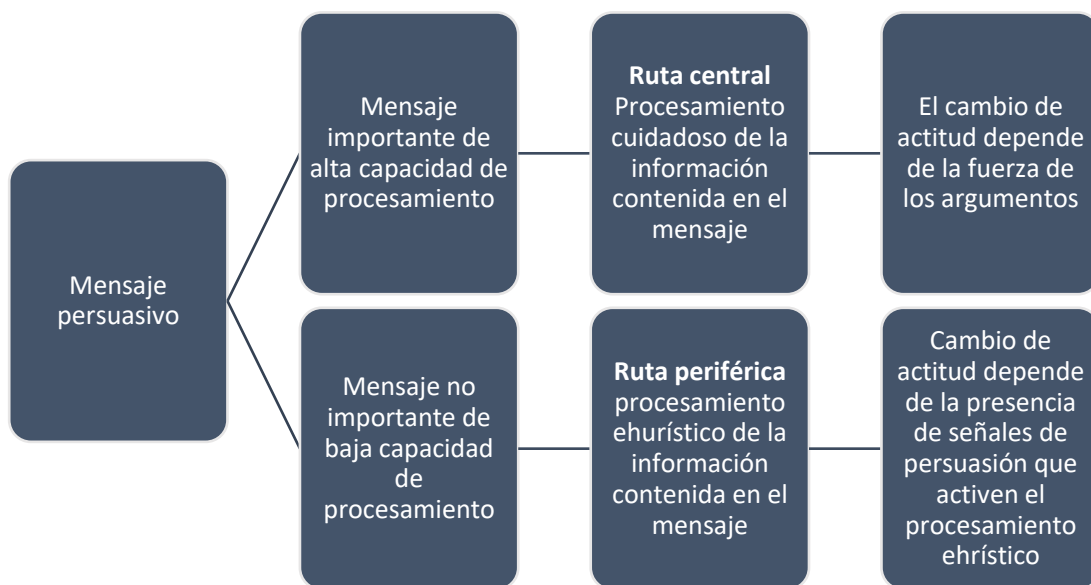 Mensaje
persuasivo
Mensaje
importante de
alta capacidad de
procesamiento
Ruta central
Procesamiento
cuidadoso de la
información
contenida en el
mensaje
El cambio de
actitud depende
de la fuerza de
los argumentos
Mensaje no
importante de
baja capacidad
de
procesamiento
Ruta periférica
procesamiento
ehurístico de la
información
contenida en el
mensaje
Cambio de
actitud depende
de la presencia
de señales de
persuasión que
activen el
procesamiento
ehrístico